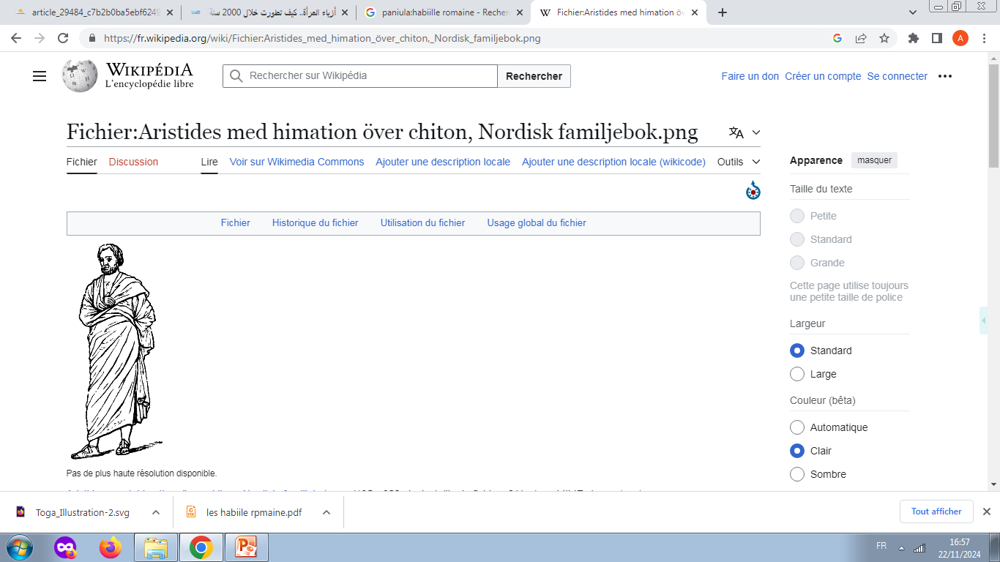 article_29484_c7b2b0ba5ebf6249
أزياء المرأة.. كيف تطورت خلال 2000 سنة
paniula:habiille romaine - Recher
Fichier:Aristides med himation öv
https://fr.wikipedia.org/wiki/Fichier:Aristides_med_himation_över_chiton,_Nordisk_familjebok.png
A
WIKIPÉDIA
L'encyclopédie libre
Rechercher sur Wikipédia
Rechercher
Faire un don Créer un compte Se connecter
Fichier:Aristides med himation över chiton, Nordisk familjebok.png
Fichier Discussion Lire Voir sur Wikimedia Commons Ajouter une description locale Ajouter une description locale (wikicode) Outils
Fichier Historique du fichier Utilisation du fichier Usage global du fichier
Pas de plus haute résolution disponible.
Apparence masquer
Taille du texte
Petite
Standard
Grande
Cette page utilise toujours
une petite taille de police
Largeur
Standard
Large
Couleur (bêta)
Automatique
Clair
Sombre
Toga_Illustration-2.svg
les habiile rpmaine.pdf
Tout afficher
FR
16:57
22/11/2024